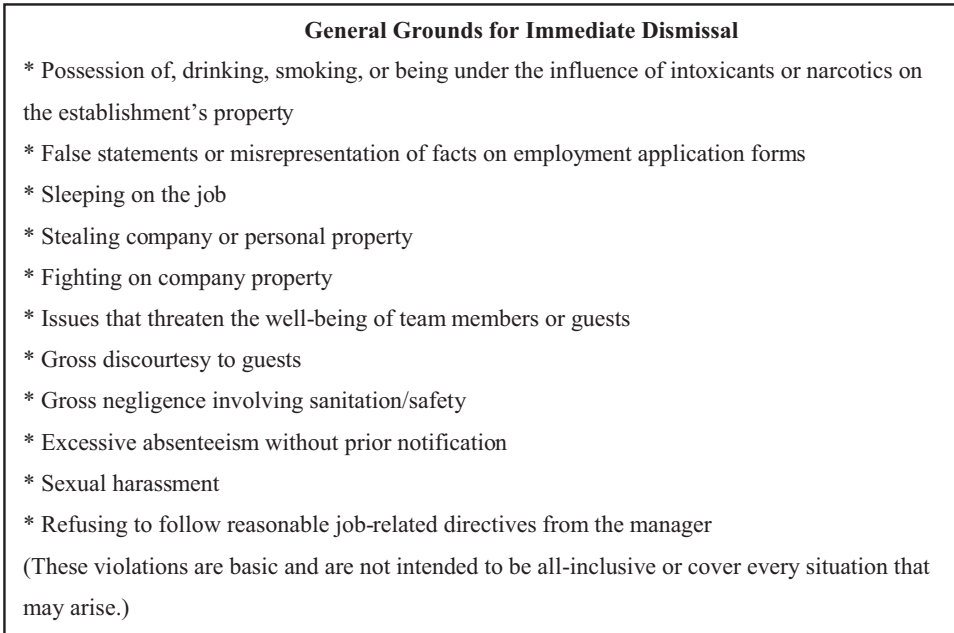 General Grounds for Immediate Dismissal
* Possession of, drinking, smoking, or being under the influence of intoxicants or narcotics on
the establishment’s property
* False statements or misrepresentation of facts on employment application forms
* Sleeping on the job
* Stealing company or personal property
* Fighting on company property
* Issues that threaten the well-being of team members or guests
* Gross discourtesy to guests
* Gross negligence involving sanitation/safety
* Excessive absenteeism without prior notification
* Sexual harassment
* Refusing to follow reasonable job-related directives from the manager
(These violations are basic and are not intended to be all-inclusive or cover every situation that
may arise.)